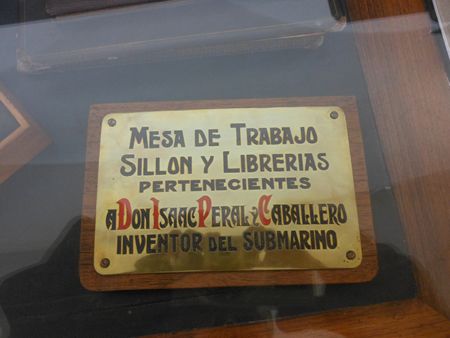 MESA DE TRABAJO
SILLON Y LIBRERIAS
PERTENECIENTES
A DON ISAAC PERAL Y CABALLERO
INVENTOR DEL SUBMARINO